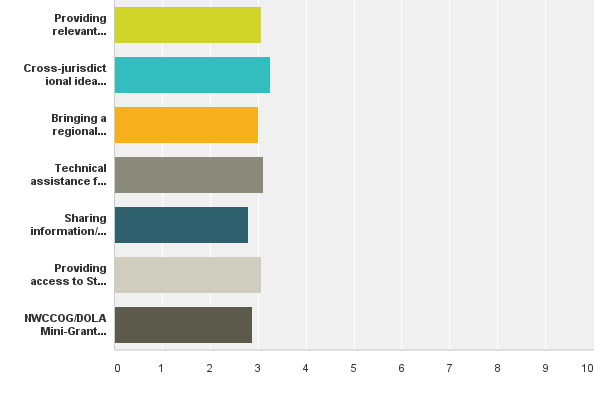 Providing
relevant...
Cross-jurisdict
ional idea...
Bringing a
regional...
Technical
assistance f...
Sharing
information/...
Providing
access to St...
NWCCOG/DOLA
Mini-Grant...
0 1 2 3 4 5 6 7 8 9 10